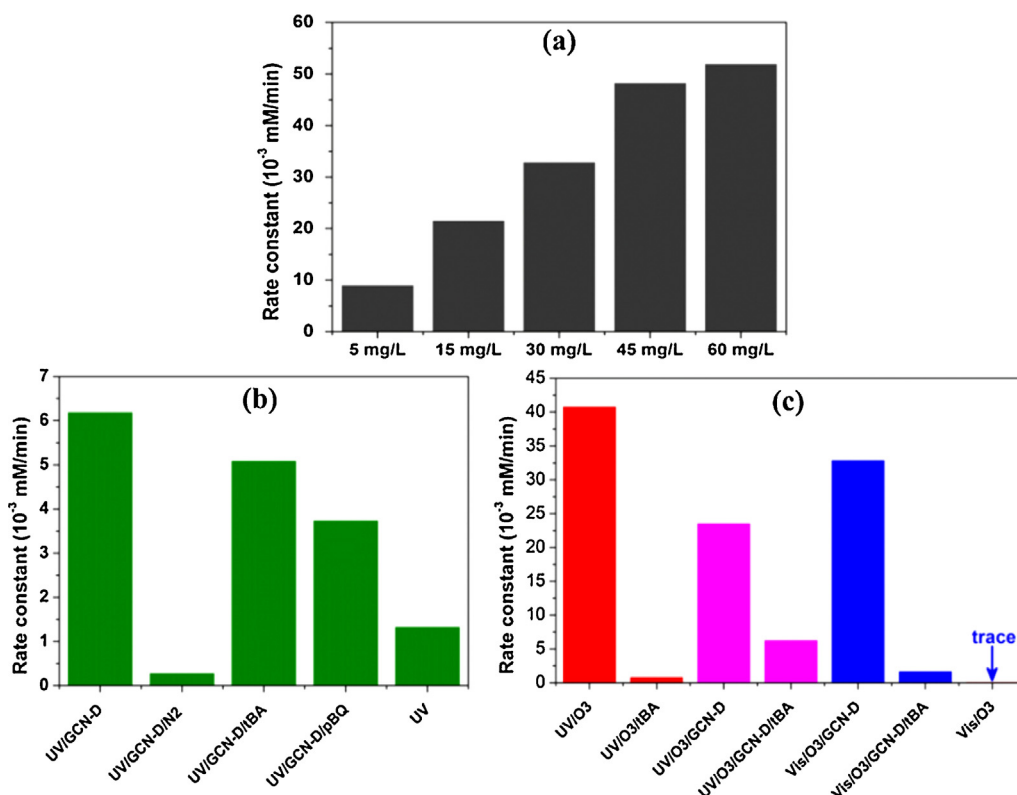 (a)
Rate constant (10⁻³ mM/min)
60
50
40
30
20
10
0
5 mg/L 15 mg/L 30 mg/L 45 mg/L 60 mg/L
(b)
Rate constant (10⁻³ mM/min)
7
6
5
4
3
2
1
0
UV/GCN-D
UV/GCN-D/N2
UV/GCN-D/tBA
UV/GCN-D/pBQ
UV
(c)
Rate constant (10⁻³ mM/min)
45
40
35
30
25
20
15
10
5
0
trace
UV/O3
UV/O3/tBA
UV/O3/GCN-D
UV/O3/GCN-D/tBA
Vis/O3/GCN-D
Vis/O3/GCN-D/tBA
Vis/O3